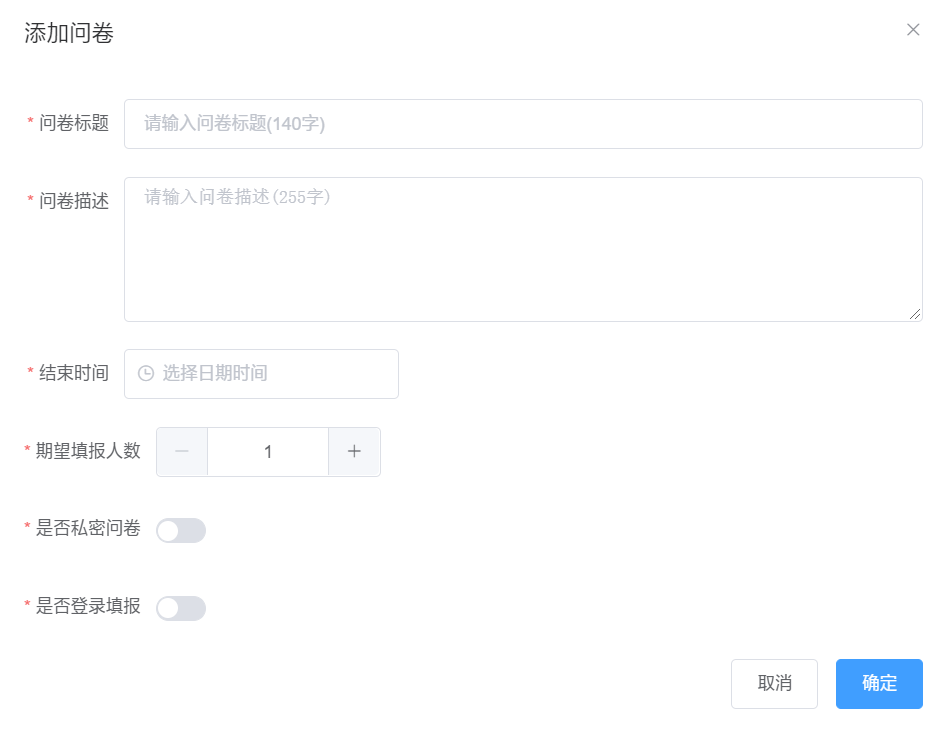 添加问卷
* 问卷标题 请输入问卷标题(140字)
* 问卷描述 请输入问卷描述(255字)
* 结束时间 选择日期时间
* 期望填报人数 1
* 是否私密问卷
* 是否登录填报
取消 确定